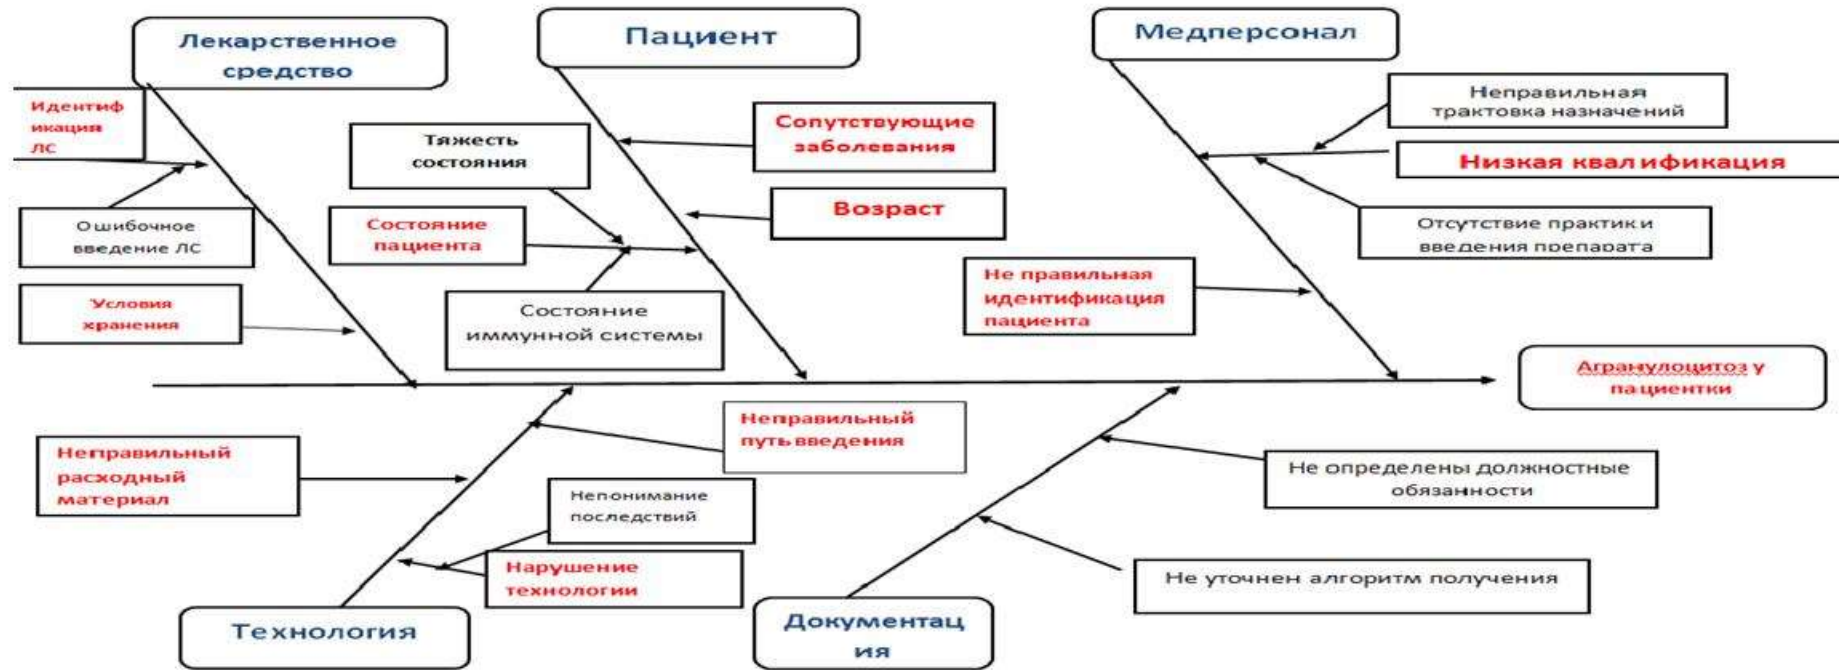 Лекарственное
средство
Пациент
Медперсонал
Идентиф
икация
ЛС
Ошибочное
введение ЛС
Условия
хранения
Тяжесть
состояния
Состояние
пациента
Состояние
иммунной системы
Сопутствующие
заболевания
Возраст
Неправильная
трактовка назначений
Низкая квалификация
Отсутствие практики
введения препарата
Не правильная
идентификация
пациента
Агранулоцитоз у
пациентки
Неправильный
расходный
материал
Неправильный
путь введения
Непонимание
последствий
Нарушение
технологии
Не определены должностные
обязанности
Не уточнен алгоритм получения
Технология
Документац
ия